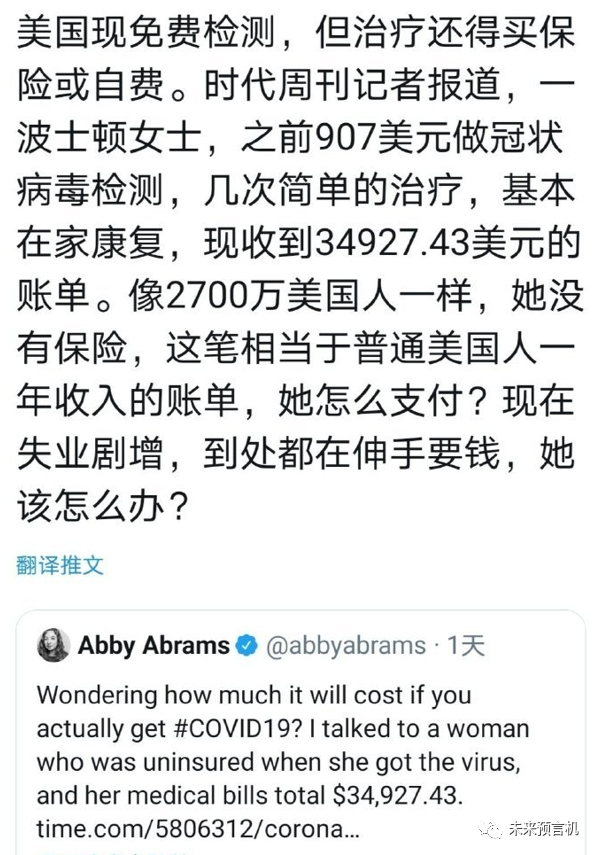 美国现免费检测，但治疗还得买保
险或自费。时代周刊记者报道，一
波士顿女士，之前907美元做冠状
病毒检测，几次简单的治疗，基本
在家康复，现收到34927.43美元的
账单。像2700万美国人一样，她没
有保险，这笔相当于普通美国人一
年收入的账单，她怎么支付？现在
失业剧增，到处都在伸手要钱，她
该怎么办？
翻译推文
Abby Abrams @abbyabrams · 1天
Wondering how much it will cost if you
actually get #COVID19? I talked to a woman
who was uninsured when she got the virus,
and her medical bills total $34,927.43.
time.com/5806312/corona...
未来预言机